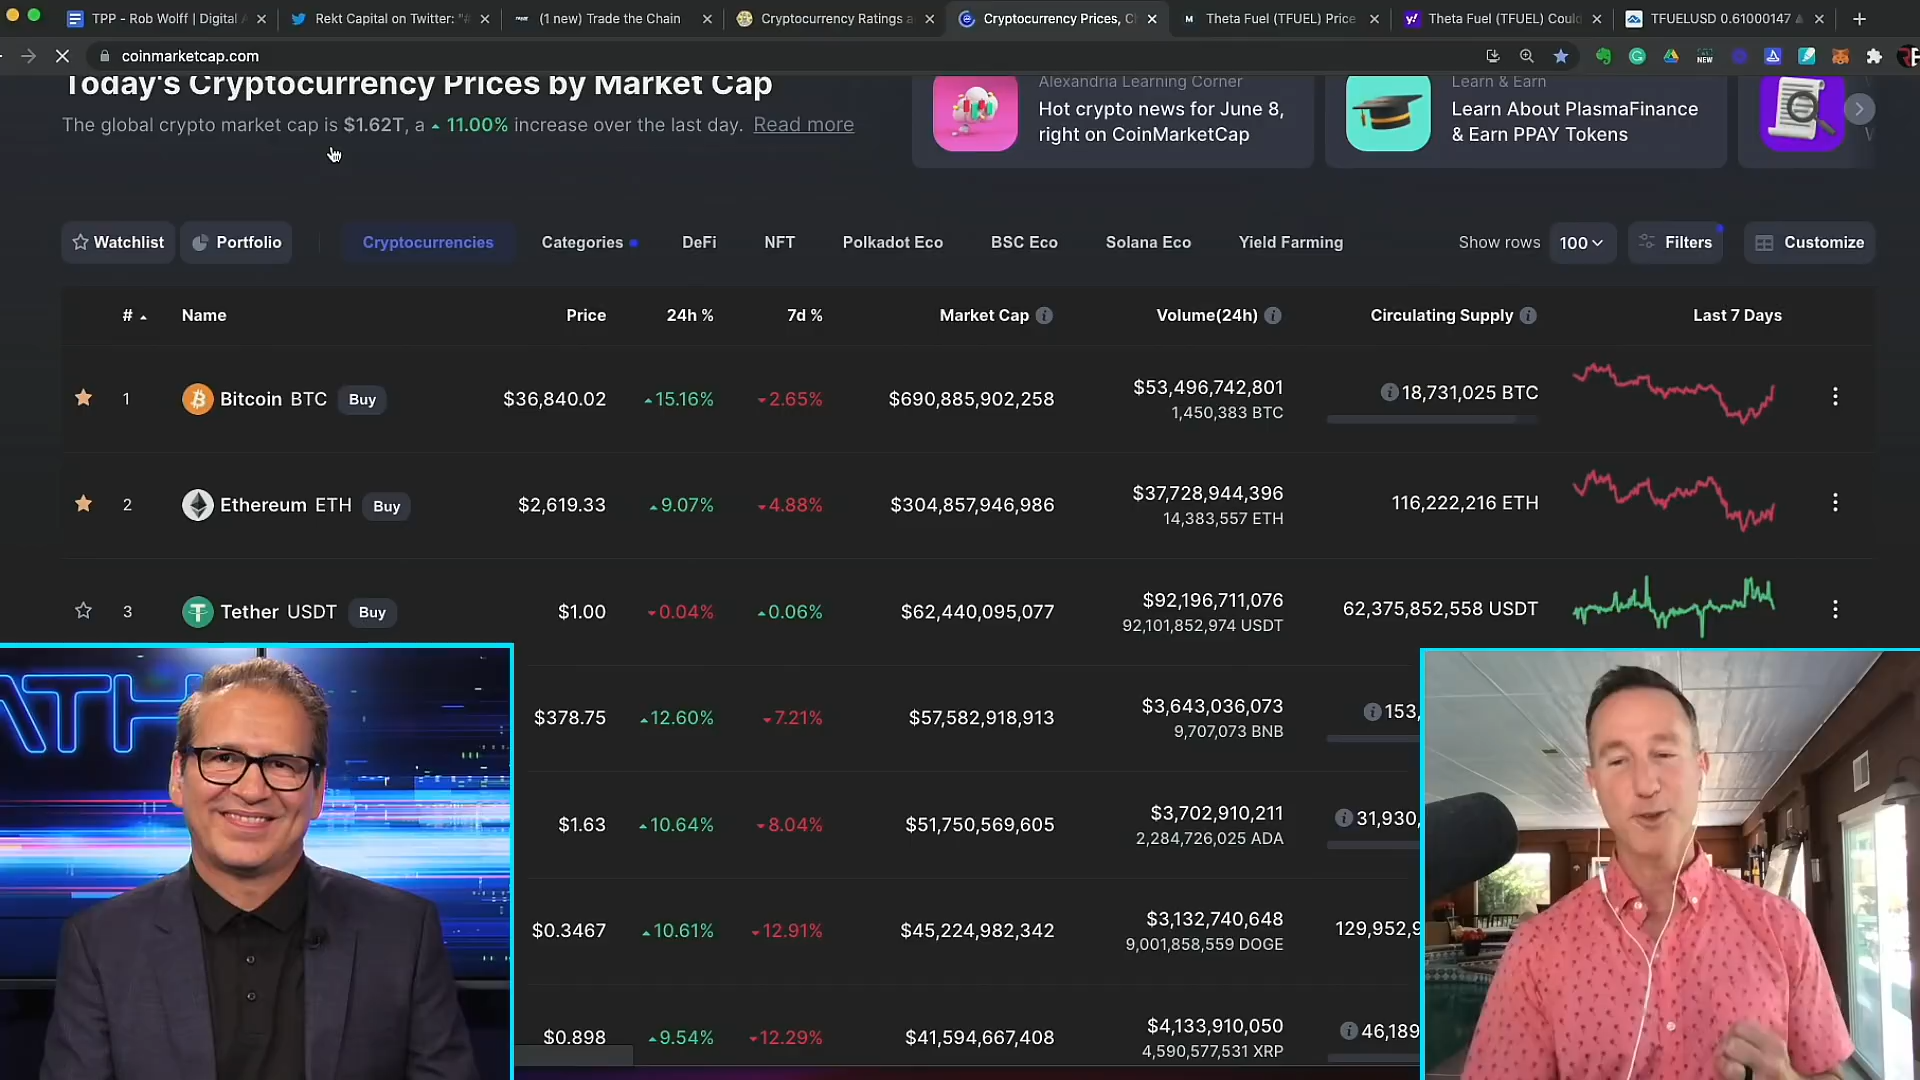 TPP - Rob Wolff | Digital
Rekt Capital on Twitter: "#
(1 new) Trade the Chain
Cryptocurrency Ratings a
Cryptocurrency Prices, C
Theta Fuel (TFUEL) Price
Theta Fuel (TFUEL) Coul
TFUELUSD 0.61000147
coinmarketcap.com
NEW
Today's Cryptocurrency Prices by Market Cap
The global crypto market cap is $1.62T, a 11.00% increase over the last day. Read more
Alexandria Learning Corner
Hot crypto news for June 8,
right on CoinMarketCap
Learn & Earn
Learn About PlasmaFinance
& Earn PPAY Tokens
Watchlist Portfolio Cryptocurrencies Categories DeFi NFT Polkadot Eco BSC Eco Solana Eco Yield Farming Show rows 100 Filters Customize
# Name Price 24h % 7d % Market Cap Volume(24h) Circulating Supply Last 7 Days
1 Bitcoin BTC Buy $36,840.02 15.16% 2.65% $690,885,902,258 $53,496,742,801 18,731,025 BTC
1,450,383 BTC
2 Ethereum ETH Buy $2,619.33 9.07% 4.88% $304,857,946,986 $37,728,944,396 116,222,216 ETH
14,383,557 ETH
3 Tether USDT Buy $1.00 0.04% 0.06% $62,440,095,077 $92,196,711,076 62,375,852,558 USDT
92,101,852,974 USDT
$378.75 12.60% 7.21% $57,582,918,913 $3,643,036,073 153,
9,707,073 BNB
$1.63 10.64% 8.04% $51,750,569,605 $3,702,910,211 31,930,
2,284,726,025 ADA
$0.3467 10.61% 12.91% $45,224,982,342 $3,132,740,648 129,952,9
9,001,858,559 DOGE
$0.898 9.54% 12.29% $41,594,667,408 $4,133,910,050 46,189
4,590,577,531 XRP
ATH